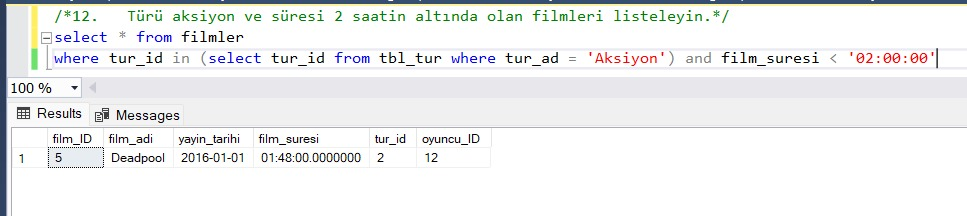 /*12.   Türü aksiyon ve süresi 2 saatin altında olan filmleri listeleyin.*/
select * from filmler
where tur_id in (select tur_id from tbl_tur where tur_ad = 'Aksiyon') and film_suresi < '02:00:00'
100 %
Results Messages
film_ID film_adi yayin_tarihi film_suresi tur_id oyuncu_ID
1 5 Deadpool 2016-01-01 01:48:00.0000000 2 12